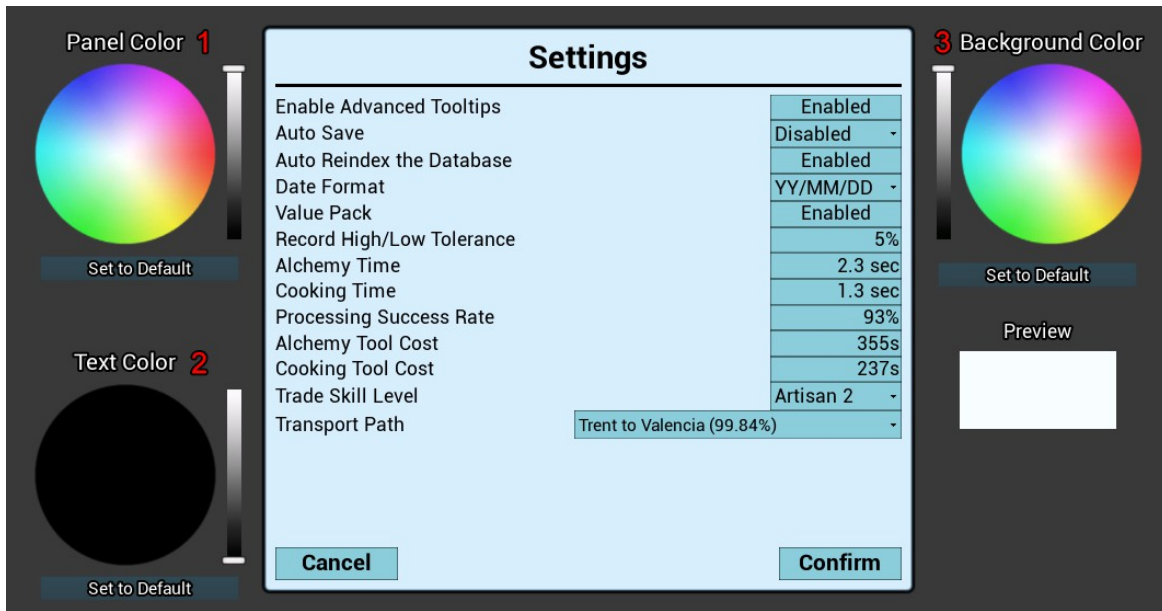 Panel Color 1
Set to Default
Text Color 2
Set to Default
Settings
Enable Advanced Tooltips Enabled
Auto Save Disabled
Auto Reindex the Database Enabled
Date Format YY/MM/DD
Value Pack Enabled
Record High/Low Tolerance 5%
Alchemy Time 2.3 sec
Cooking Time 1.3 sec
Processing Success Rate 93%
Alchemy Tool Cost 355s
Cooking Tool Cost 237s
Trade Skill Level Artisan 2
Transport Path Trent to Valencia (99.84%)
Cancel Confirm
3 Background Color
Set to Default
Preview